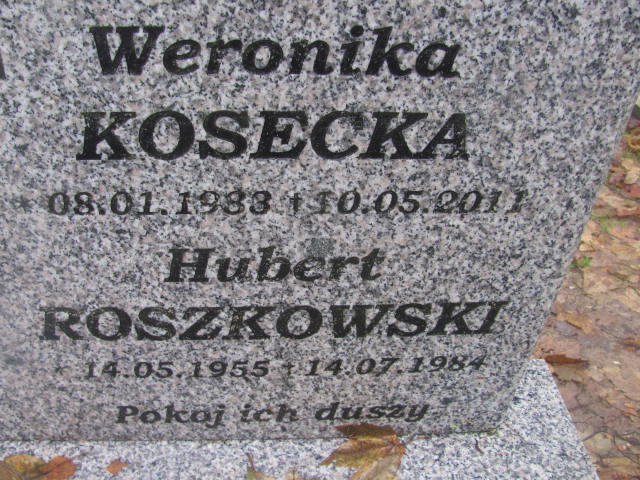 Weronika
KOSECKA
* 08.01.1933 † 10.05.2011
Hubert
ROSZKOWSKI
* 14.05.1955 † 14.07.1984
Pokój ich duszy